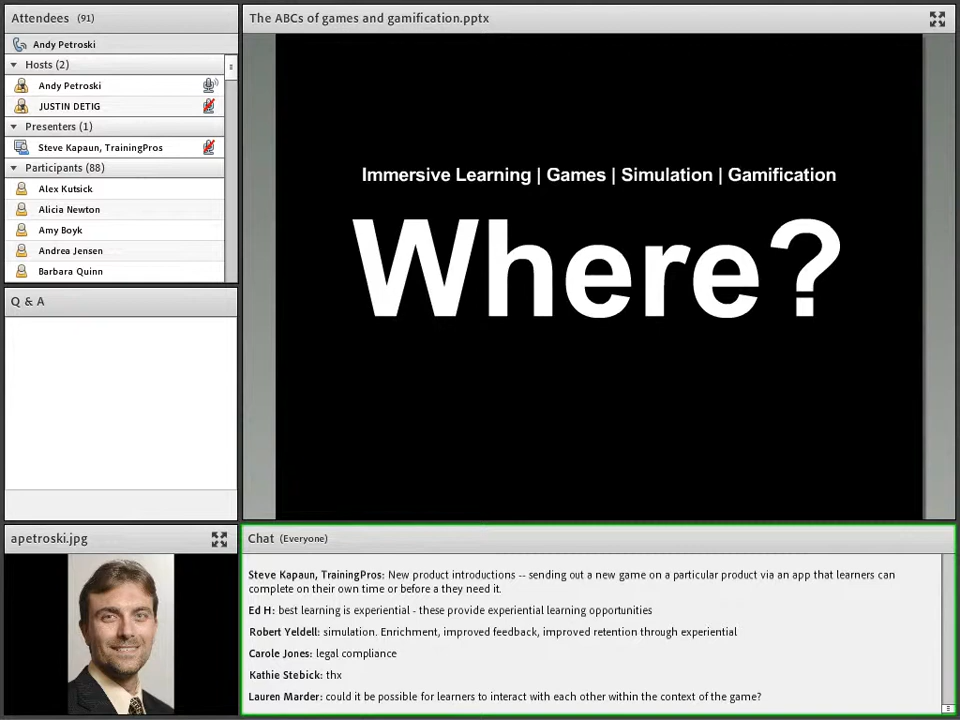 Attendees (91)
Andy Petroski
Hosts (2)
Andy Petroski
JUSTIN DETIG
Presenters (1)
Steve Kapaun, TrainingPros
Participants (88)
Alex Kutsick
Alicia Newton
Amy Boyk
Andrea Jensen
Barbara Quinn
Q & A
apetroski.jpg
The ABCs of games and gamification.pptx
Immersive Learning | Games | Simulation | Gamification
Where?
Chat (Everyone)
Steve Kapaun, TrainingPros: New product introductions -- sending out a new game on a particular product via an app that learners can
complete on their own time or before a they need it.
Ed H: best learning is experiential - these provide experiential learning opportunities
Robert Yeldell: simulation. Enrichment, improved feedback, improved retention through experiential
Carole Jones: legal compliance
Kathie Stebick: thx
Lauren Marder: could it be possible for learners to interact with each other within the context of the game?